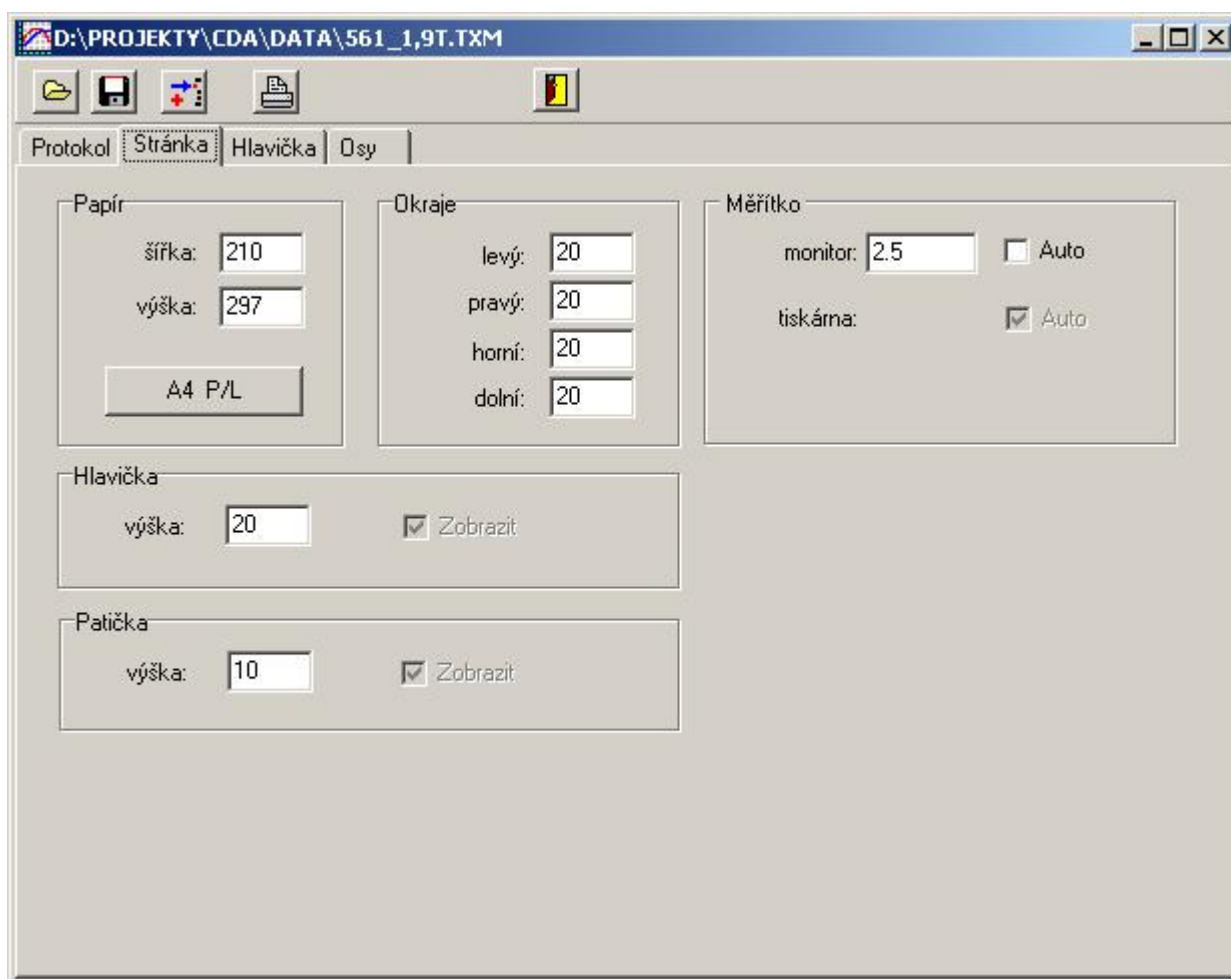 D:\PROJEKTY\CDA\DATA\561_1,9T.TXM
Protokol Stránka Hlavička Osy
Papír
šířka: 210
výška: 297
A4 P/L
Okraje
levý: 20
pravý: 20
horní: 20
dolní: 20
Měřítko
monitor: 2.5 Auto
tiskárna: Auto
Hlavička
výška: 20 Zobrazit
Patička
výška: 10 Zobrazit